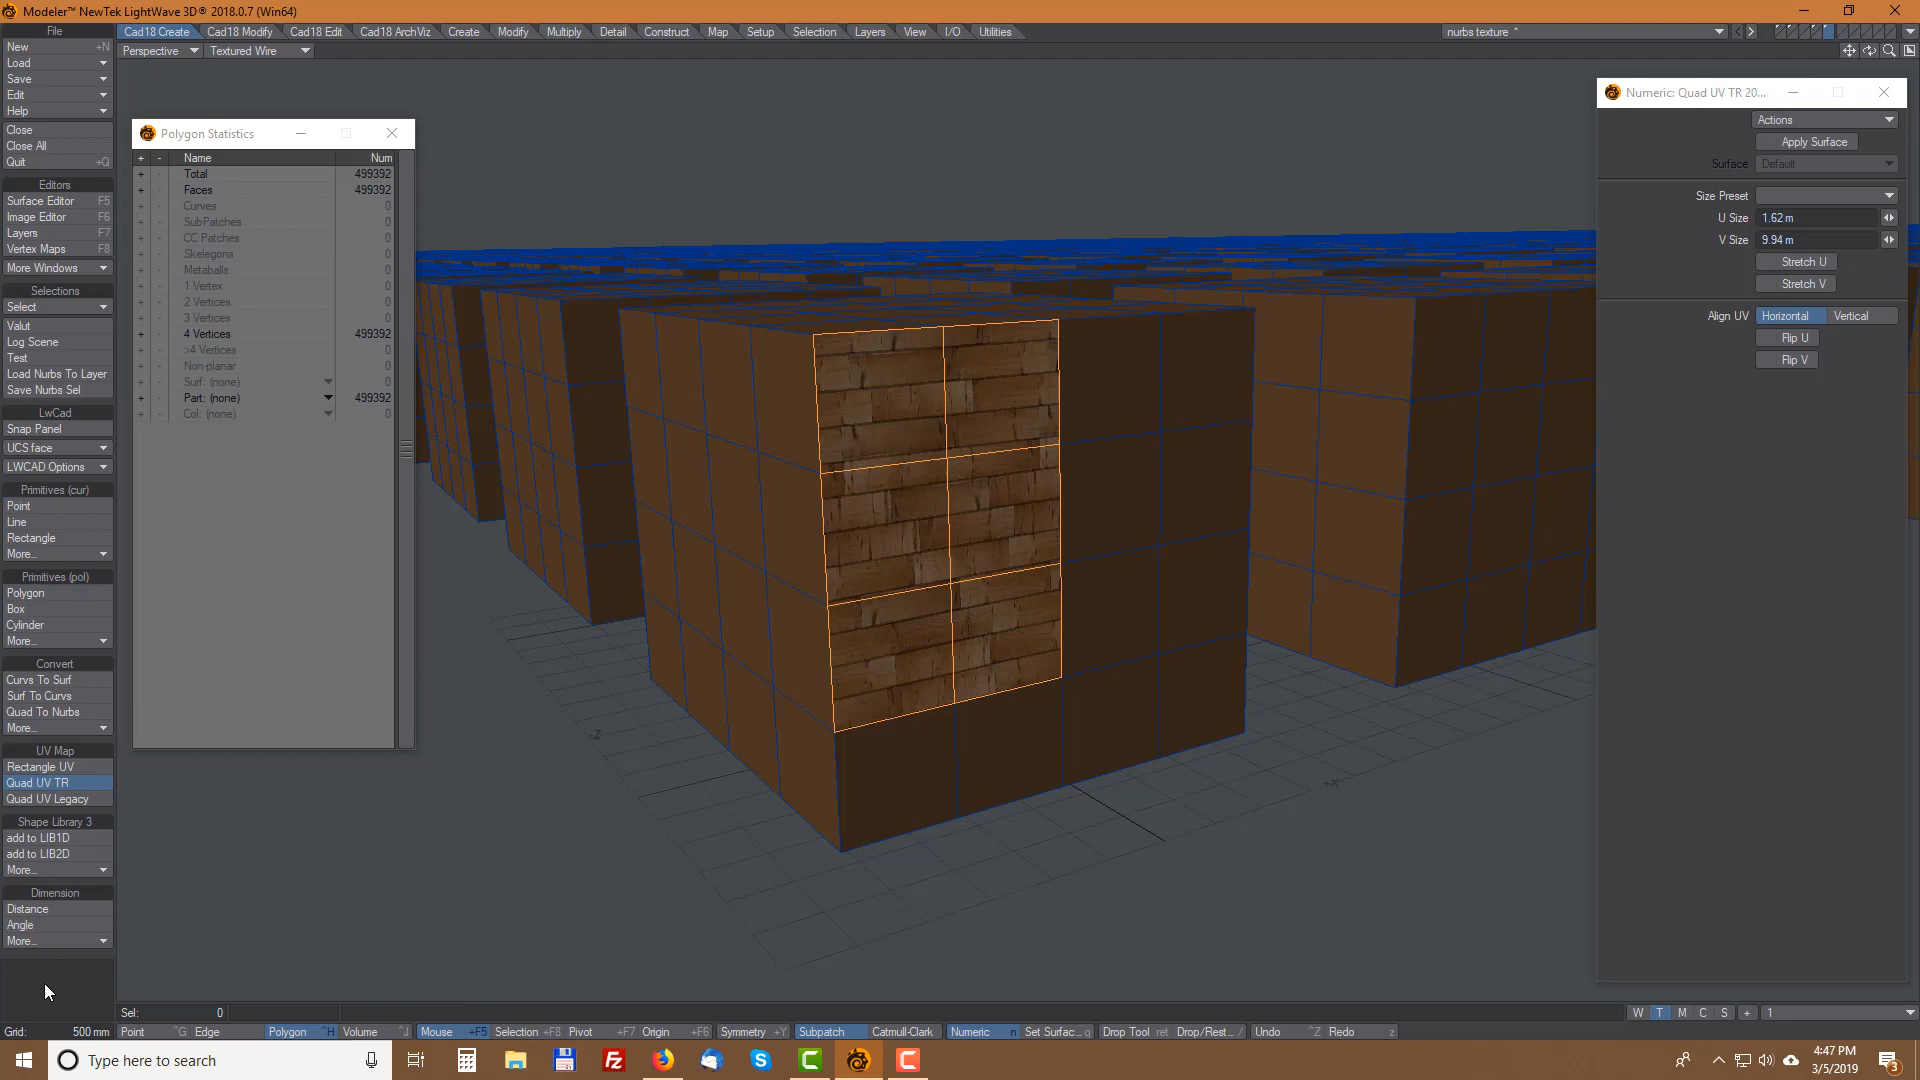 Modeler™ NewTek LightWave 3D® 2018.0.7 (Win64)
File
Cad18 Create
Cad18 Modify
Cad18 Edit
Cad18 ArchViz
Create
Modify
Multiply
Detail
Construct
Map
Setup
Selection
Layers
View
I/O
Utilities
nurbs texture *
New +N
Load
Save
Edit
Help
Close
Close All
Quit +Q
Perspective
Textured Wire
Editors
Surface Editor F5
Image Editor F6
Layers F7
Vertex Maps F8
More Windows
Selections
Select
Valut
Log Scene
Test
Load Nurbs To Layer
Save Nurbs Sel
LwCad
Snap Panel
UCS face
LWCAD Options
Primitives (cur)
Point
Line
Rectangle
More...
Primitives (pol)
Polygon
Box
Cylinder
More...
Convert
Curvs To Surf
Surf To Curvs
Quad To Nurbs
More...
UV Map
Rectangle UV
Quad UV TR
Quad UV Legacy
Shape Library 3
add to LIB1D
add to LIB2D
More...
Dimension
Distance
Angle
More...
Polygon Statistics
+ - Name Num
+ - Total 499392
+ - Faces 499392
+ - Curves 0
+ - SubPatches 0
+ - CC Patches 0
+ - Skelegons 0
+ - Metaballs 0
+ - 1 Vertex 0
+ - 2 Vertices 0
+ - 3 Vertices 0
+ - 4 Vertices 499392
+ - >4 Vertices 0
+ - Non-planar 0
+ - Surf: (none) 0
+ - Part: (none) 499392
+ - Col: (none) 0
-Z
+X
Numeric: Quad UV TR 20...
Actions
Apply Surface
Surface Default
Size Preset
U Size 1.62 m
V Size 9.94 m
Stretch U
Stretch V
Align UV Horizontal Vertical
Flip U
Flip V
Sel: 0
W T M C S + 1
Grid: 500 mm
Point ^G
Edge
Polygon ^H
Volume ^J
Mouse +F5
Selection +F8
Pivot +F7
Origin +F6
Symmetry +Y
Subpatch
Catmull-Clark
Numeric n
Set Surfac... q
Drop Tool ret
Drop/Rest... /
Undo ^Z
Redo z
Type here to search
4:47 PM
3/5/2019
3